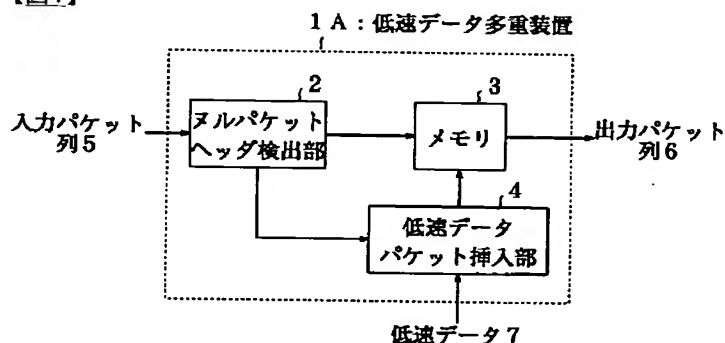 1A:低速データ多重装置
2
3
入力パケット
列5
ヌルパケット
ヘッダ検出部
メモリ
出力パケット
列6
4
低速データ
パケット挿入部
低速データ7